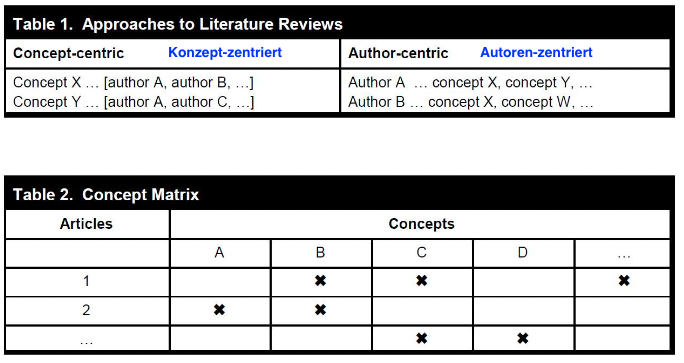 Table 1. Approaches to Literature Reviews
Concept-centric Konzept-zentriert Author-centric Autoren-zentriert
Concept X … [author A, author B, …] Author A … concept X, concept Y, …
Concept Y … [author A, author C, …] Author B … concept X, concept W, …
Table 2. Concept Matrix
Articles Concepts
A B C D …
1 ✖ ✖ ✖
2 ✖ ✖
… ✖ ✖